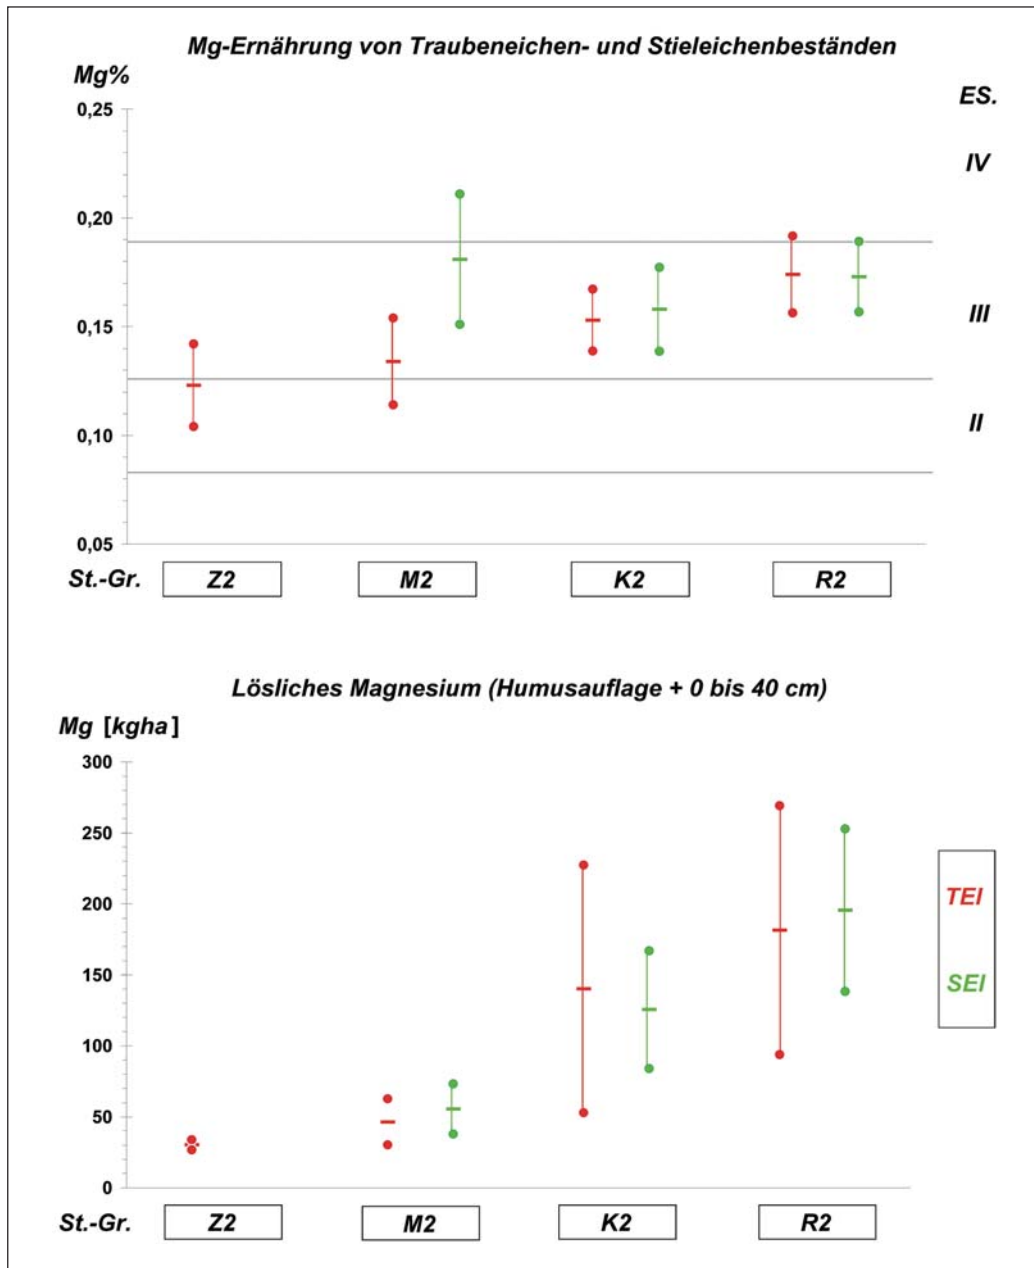 Mg-Ernährung von Traubeneichen- und Stieleichenbeständen
Mg%
ES.
0,25
IV
0,20
III
0,15
II
0,10
0,05
St.-Gr. Z2 M2 K2 R2
Lösliches Magnesium (Humusauflage + 0 bis 40 cm)
Mg [kgha]
300
250
TEI
200
150
SEI
100
50
0
St.-Gr. Z2 M2 K2 R2